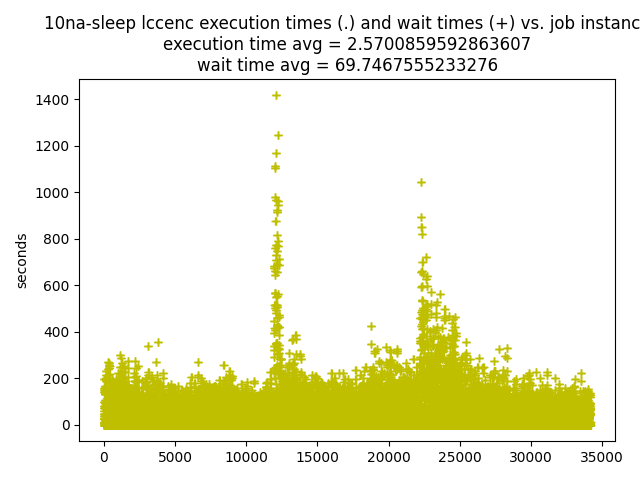 10na-sleep lccenc execution times (.) and wait times (+) vs. job instanc
execution time avg = 2.5700859592863607
wait time avg = 69.7467555233276
1400
1200
1000
800
600
400
200
0
seconds
0 5000 10000 15000 20000 25000 30000 35000